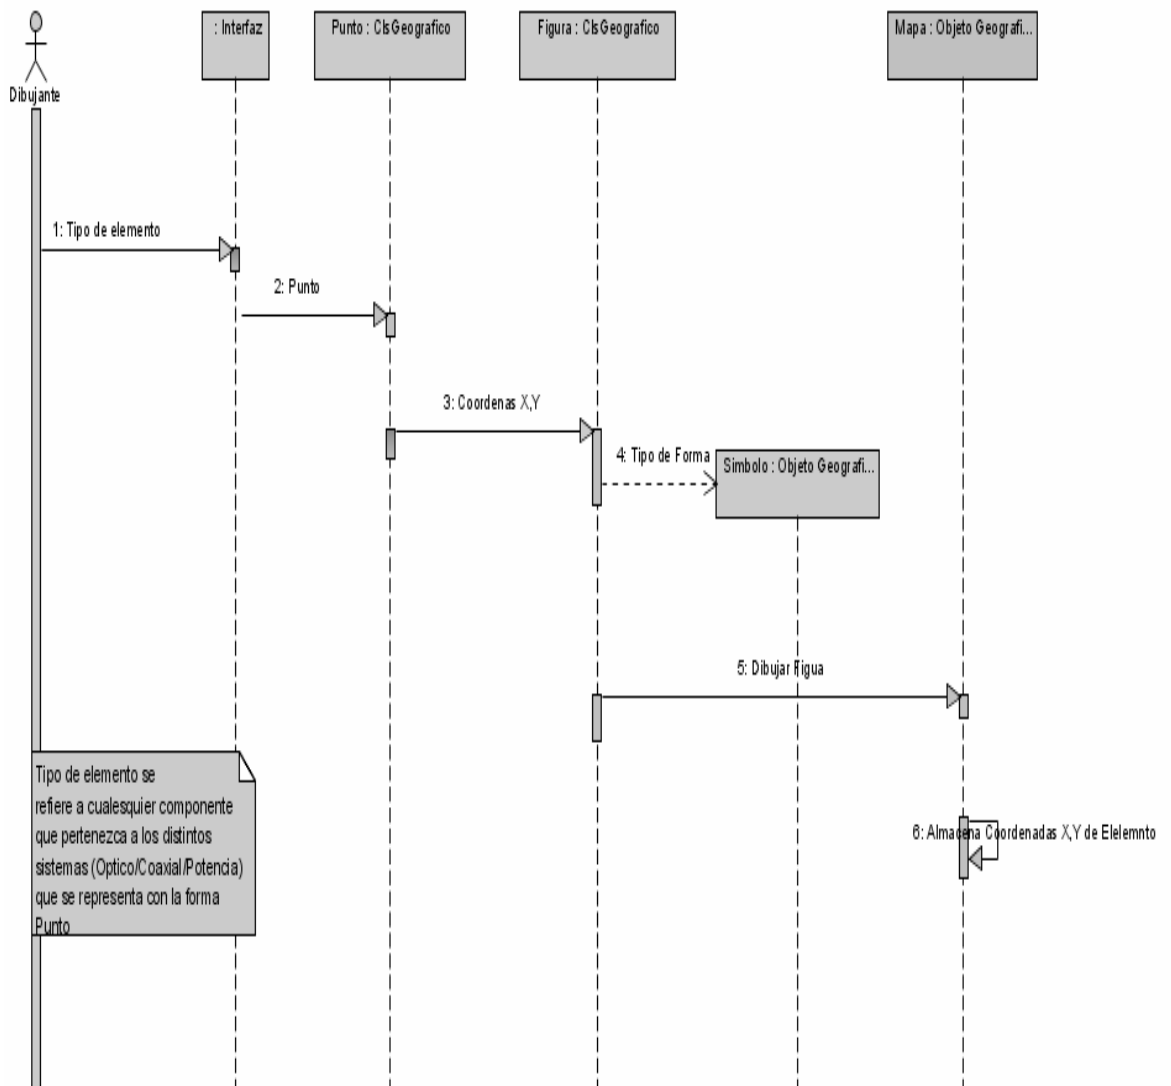 : Interfaz
Punto : ClsGeografico
Figura : ClsGeografico
Mapa : Objeto Geografi...
Dibujante
1: Tipo de elemento
2: Punto
3: Coordenas X,Y
4: Tipo de Forma
Simbolo : Objeto Geografi...
5: Dibujar Figua
Tipo de elemento se
refiere a cualesquier componente
que pertenezca a los distintos
sistemas (Optico/Coaxial/Potencia)
que se representa con la forma
Punto
6: Almacena Coordenadas X,Y de Elelemnto